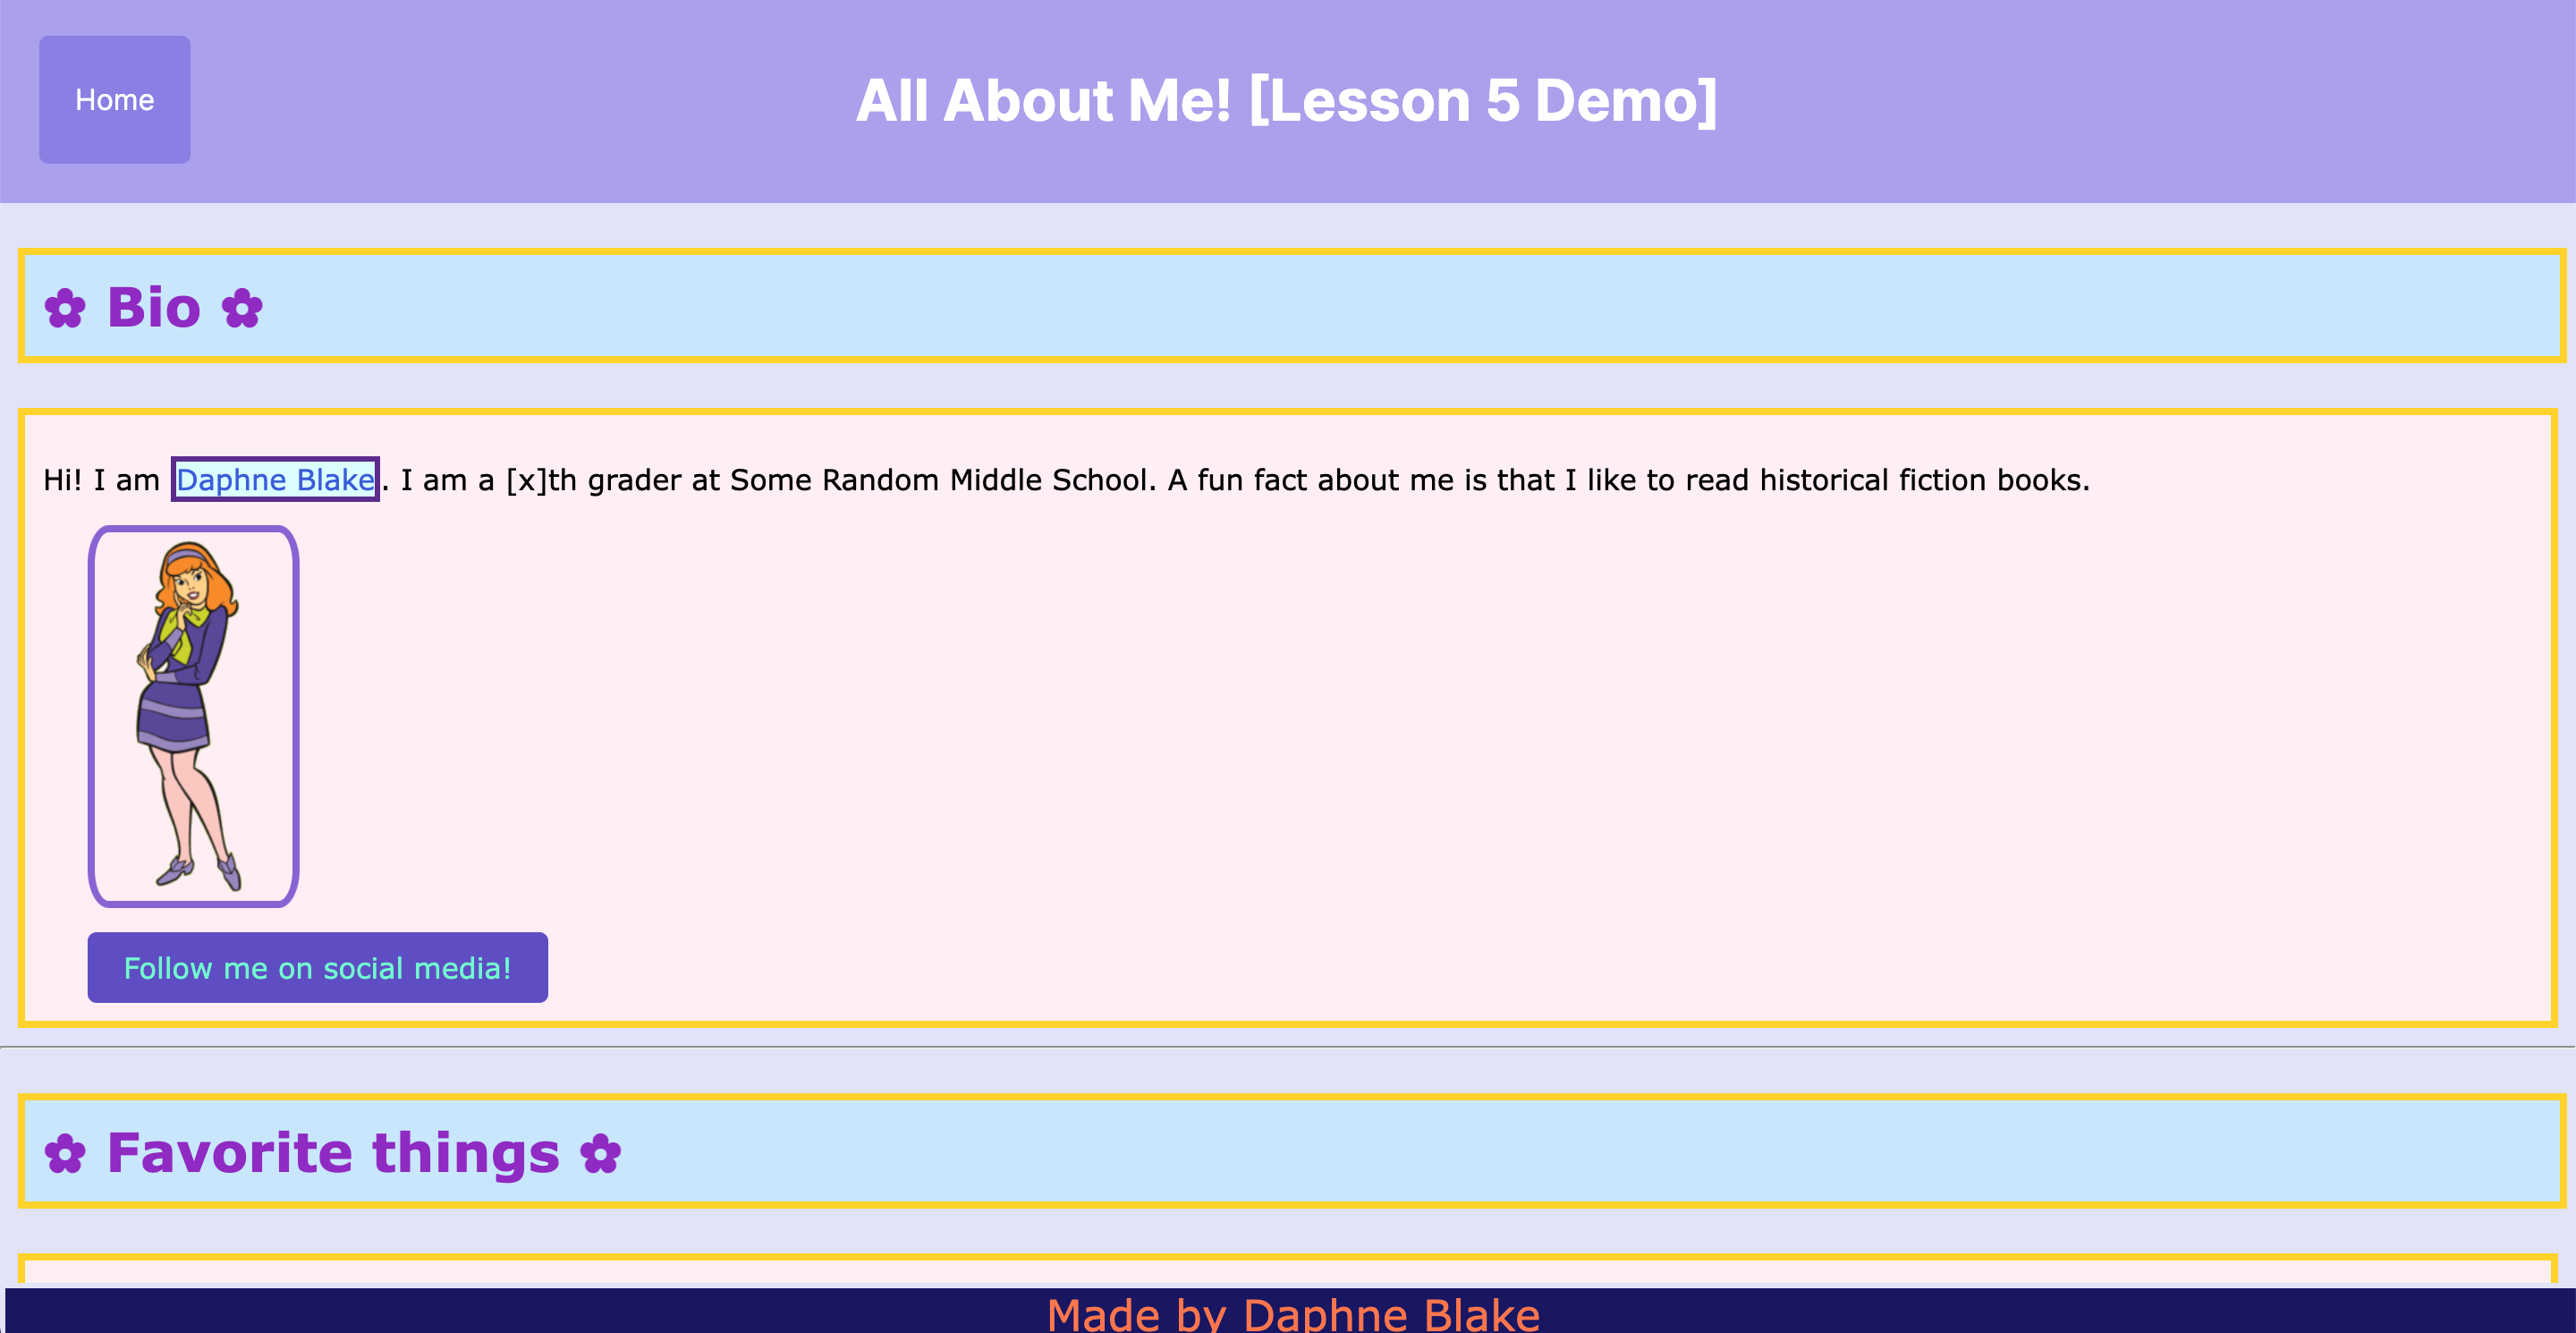 Home
All About Me! [Lesson 5 Demo]
✿ Bio ✿
Hi! I am Daphne Blake. I am a [x]th grader at Some Random Middle School. A fun fact about me is that I like to read historical fiction books.
Follow me on social media!
✿ Favorite things ✿
Made by Daphne Blake